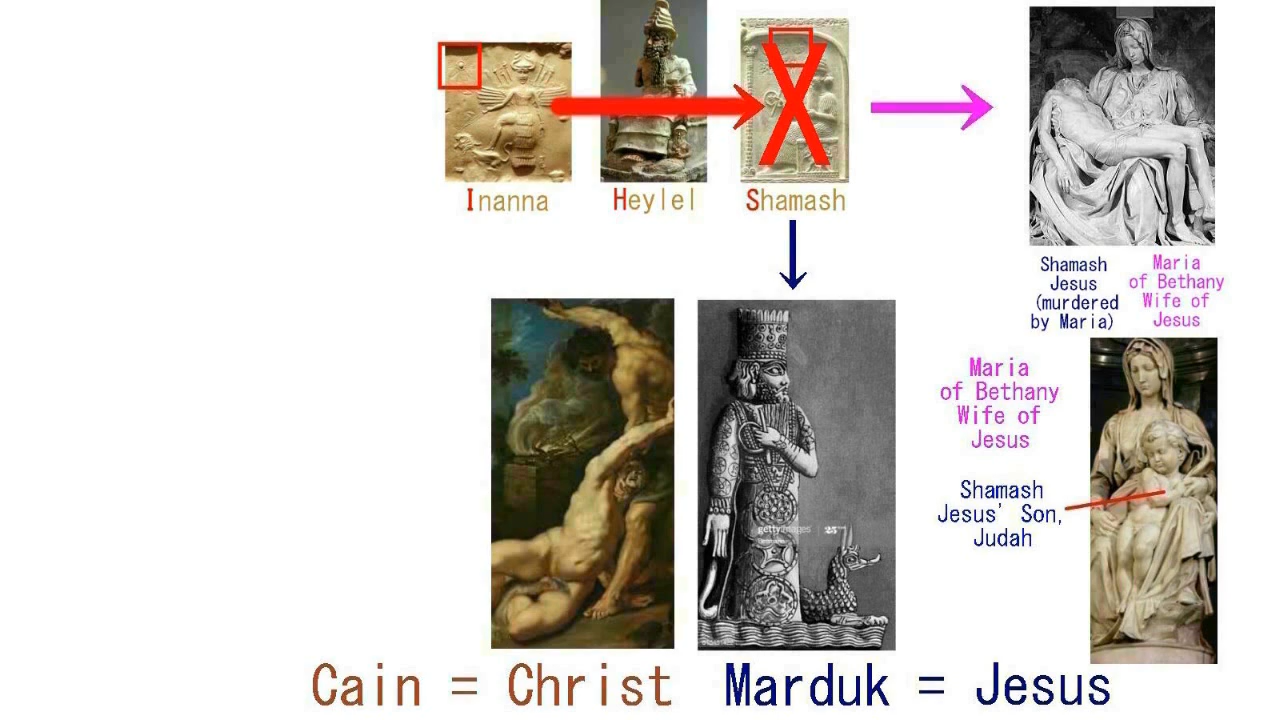 Inanna
Heylel
Shamash
Shamash
Jesus
(murdered
by Maria)
Maria
of Bethany
Wife of
Jesus
Maria
of Bethany
Wife of
Jesus
Shamash
Jesus' Son,
Judah
gettyimages
Cain = Christ
Marduk = Jesus